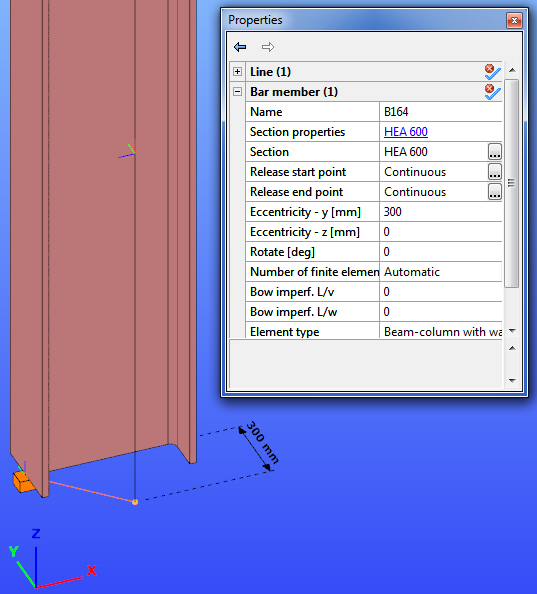 Properties
Line (1)
Bar member (1)
Name B164
Section properties HEA 600
Section HEA 600 ...
Release start point Continuous ...
Release end point Continuous ...
Eccentricity - y [mm] 300
Eccentricity - z [mm] 0
Rotate [deg] 0
Number of finite elemen Automatic
Bow imperf. L/v 0
Bow imperf. L/w 0
Element type Beam-column with wa
300 mm
Z
Y
X